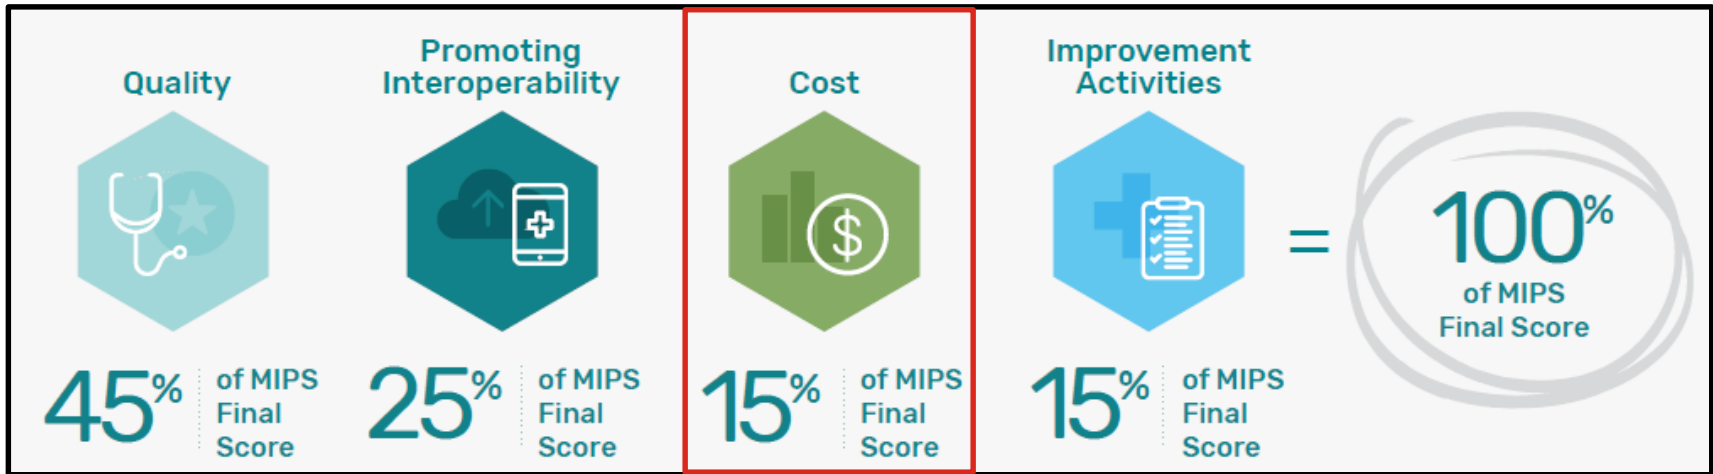 Quality
Promoting
Interoperability
Cost
Improvement
Activities
$
45%
of MIPS
Final
Score
25%
of MIPS
Final
Score
15%
of MIPS
Final
Score
15%
of MIPS
Final
Score
=
100%
of MIPS
Final Score